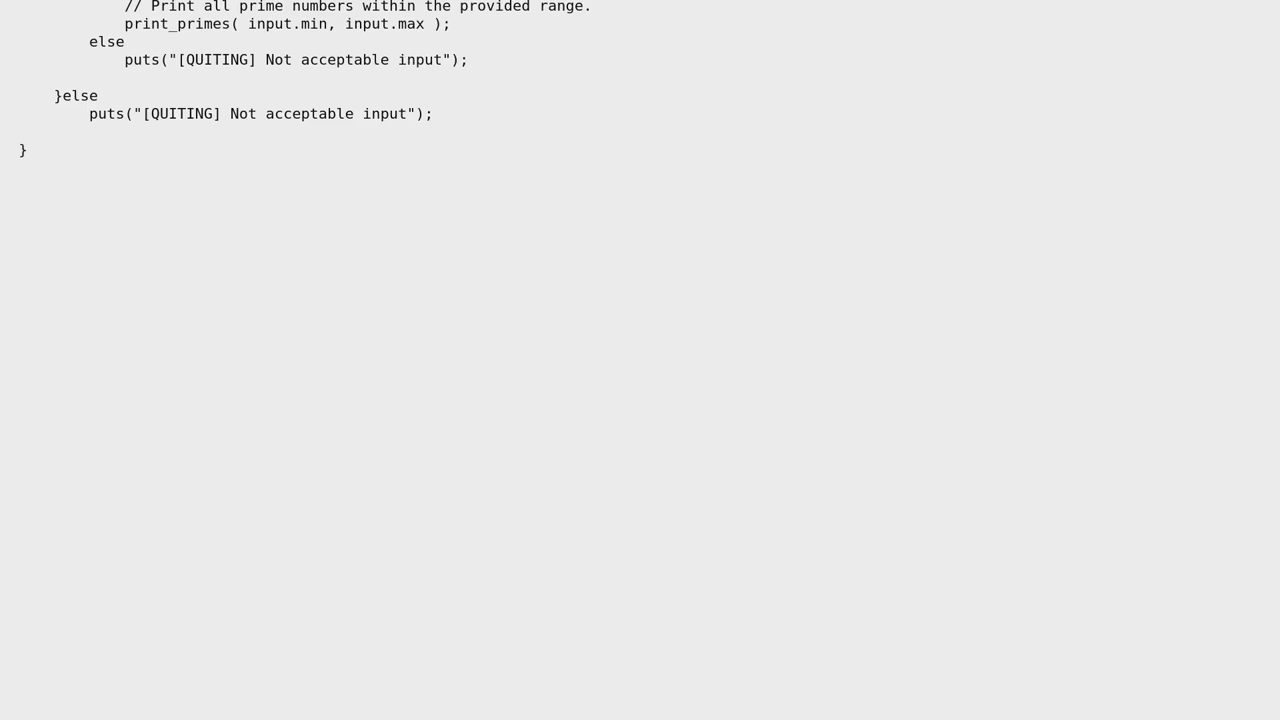 // Print all prime numbers within the provided range.
print_primes( input.min, input.max );
else
puts("[QUITING] Not acceptable input");
}else
puts("[QUITING] Not acceptable input");
}